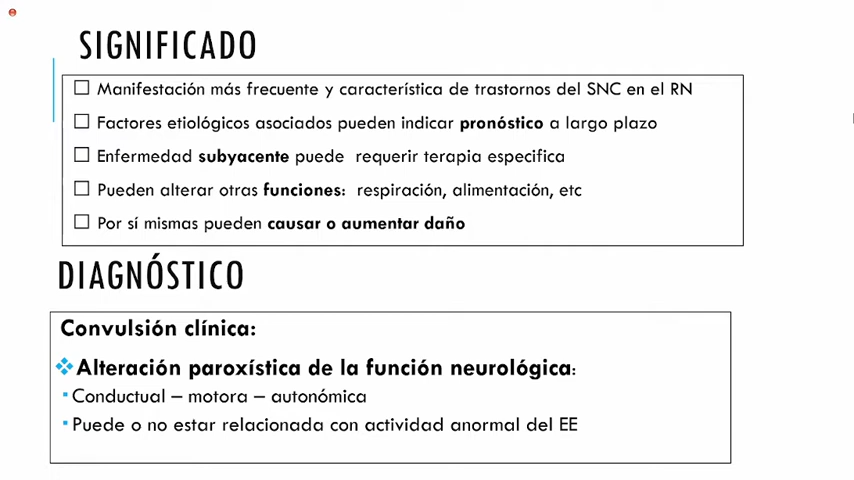 SIGNIFICADO
☐ Manifestación más frecuente y característica de trastornos del SNC en el RN
☐ Factores etiológicos asociados pueden indicar pronóstico a largo plazo
☐ Enfermedad subyacente puede requerir terapia especifica
☐ Pueden alterar otras funciones: respiración, alimentación, etc
☐ Por sí mismas pueden causar o aumentar daño
DIAGNÓSTICO
Convulsión clínica:
❖Alteración paroxística de la función neurológica:
▪ Conductual – motora – autonómica
▪ Puede o no estar relacionada con actividad anormal del EE